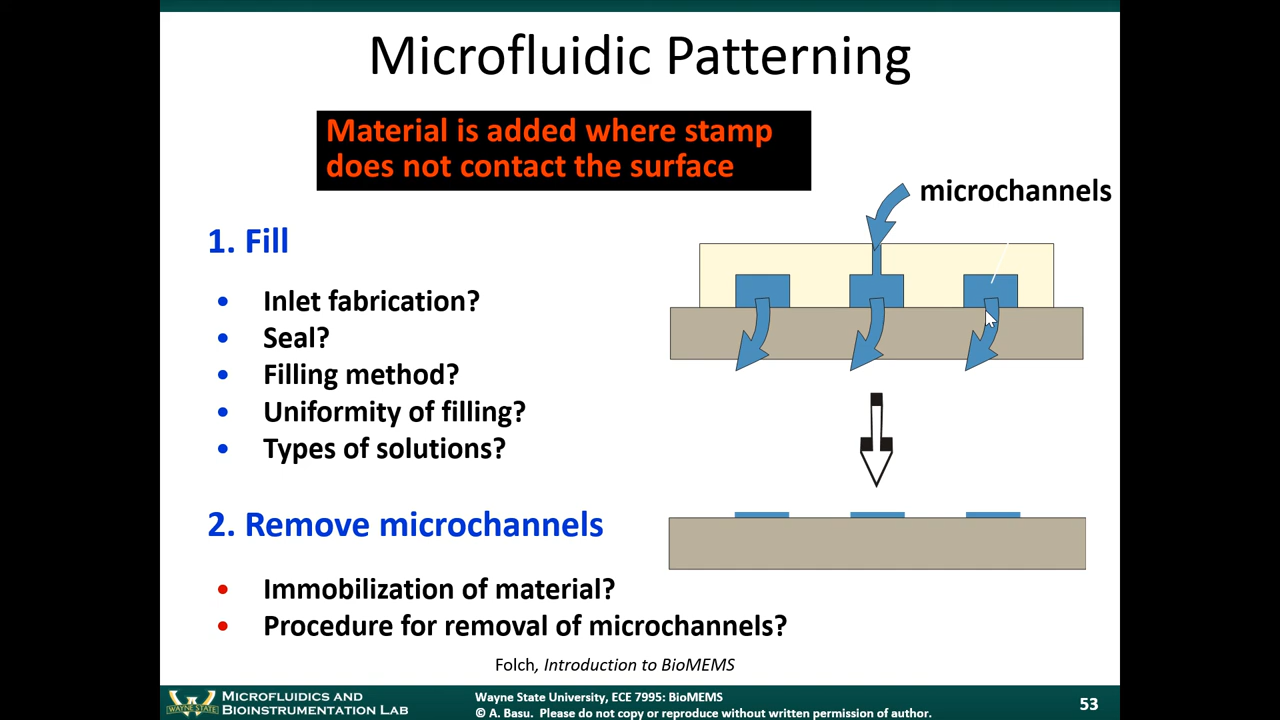 Microfluidic Patterning
Material is added where stamp
does not contact the surface
microchannels
1. Fill
• Inlet fabrication?
• Seal?
• Filling method?
• Uniformity of filling?
• Types of solutions?
2. Remove microchannels
• Immobilization of material?
• Procedure for removal of microchannels?
Folch, Introduction to BioMEMS
WAYNE STATE
MICROFLUIDICS AND
BIOINSTRUMENTATION LAB
Wayne State University, ECE 7995: BioMEMS
© A. Basu. Please do not copy or reproduce without written permission of author.
53